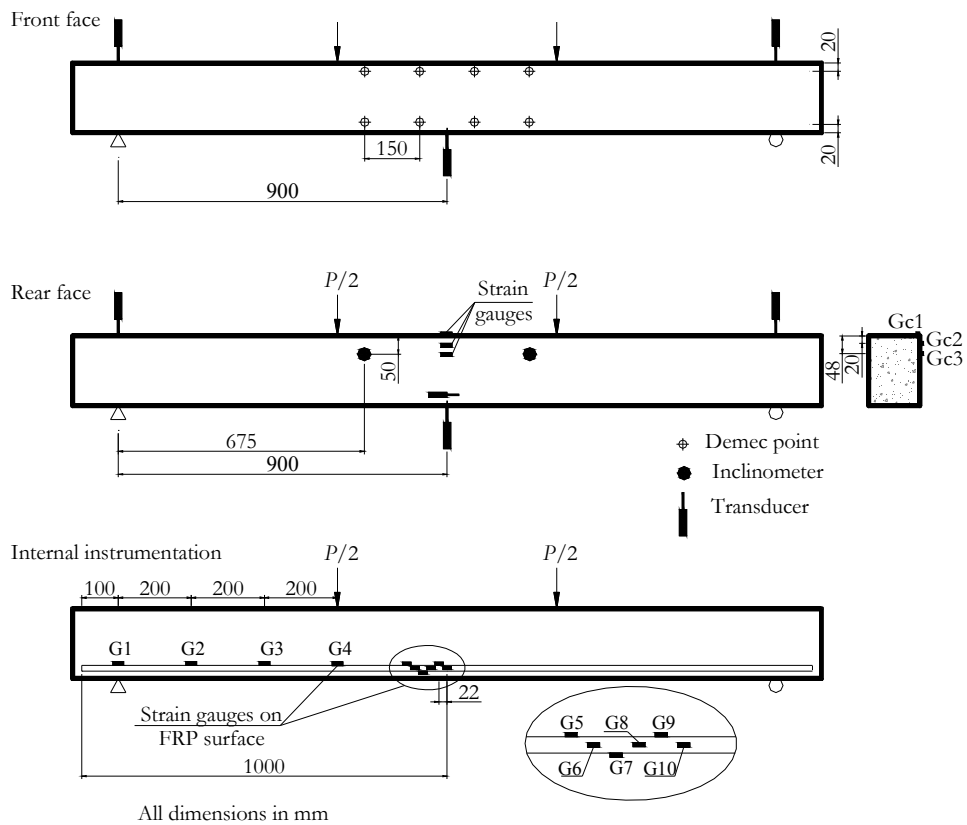 Front face
20
150
20
900
Rear face
P/2
P/2
Strain
gauges
Gc1
Gc2
Gc3
50
48
20
675
900
Demec point
Inclinometer
Transducer
Internal instrumentation
P/2
P/2
100
200
200
200
G1
G2
G3
G4
22
Strain gauges on
FRP surface
G5
G8
G9
G6
G7
G10
1000
All dimensions in mm